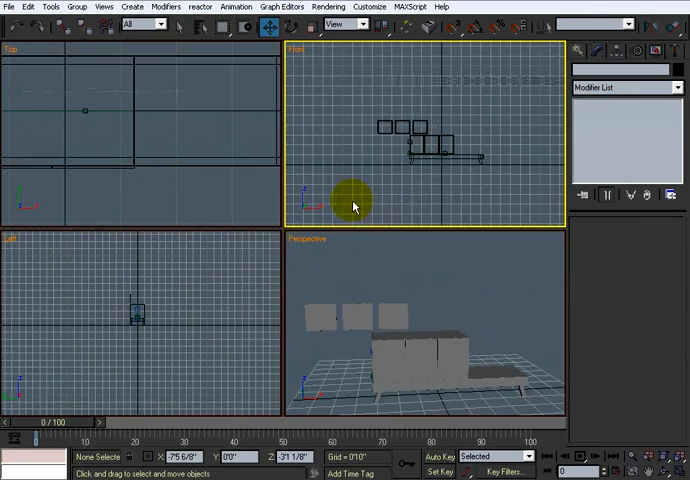 File Edit Tools Group Views Create Modifiers reactor Animation Graph Editors Rendering Customize MAXScript Help
All View
Top
Front
Modifier List
Left
Perspective
0 / 100
0 10 20 30 40 50 60 70 80 90 100
None Selecte X: -7'5 6/8" Y: 0'0" Z: -3'1 1/8" Grid = 0'10" Auto Key Selected
Click and drag to select and move objects Add Time Tag Set Key Key Filters... 0